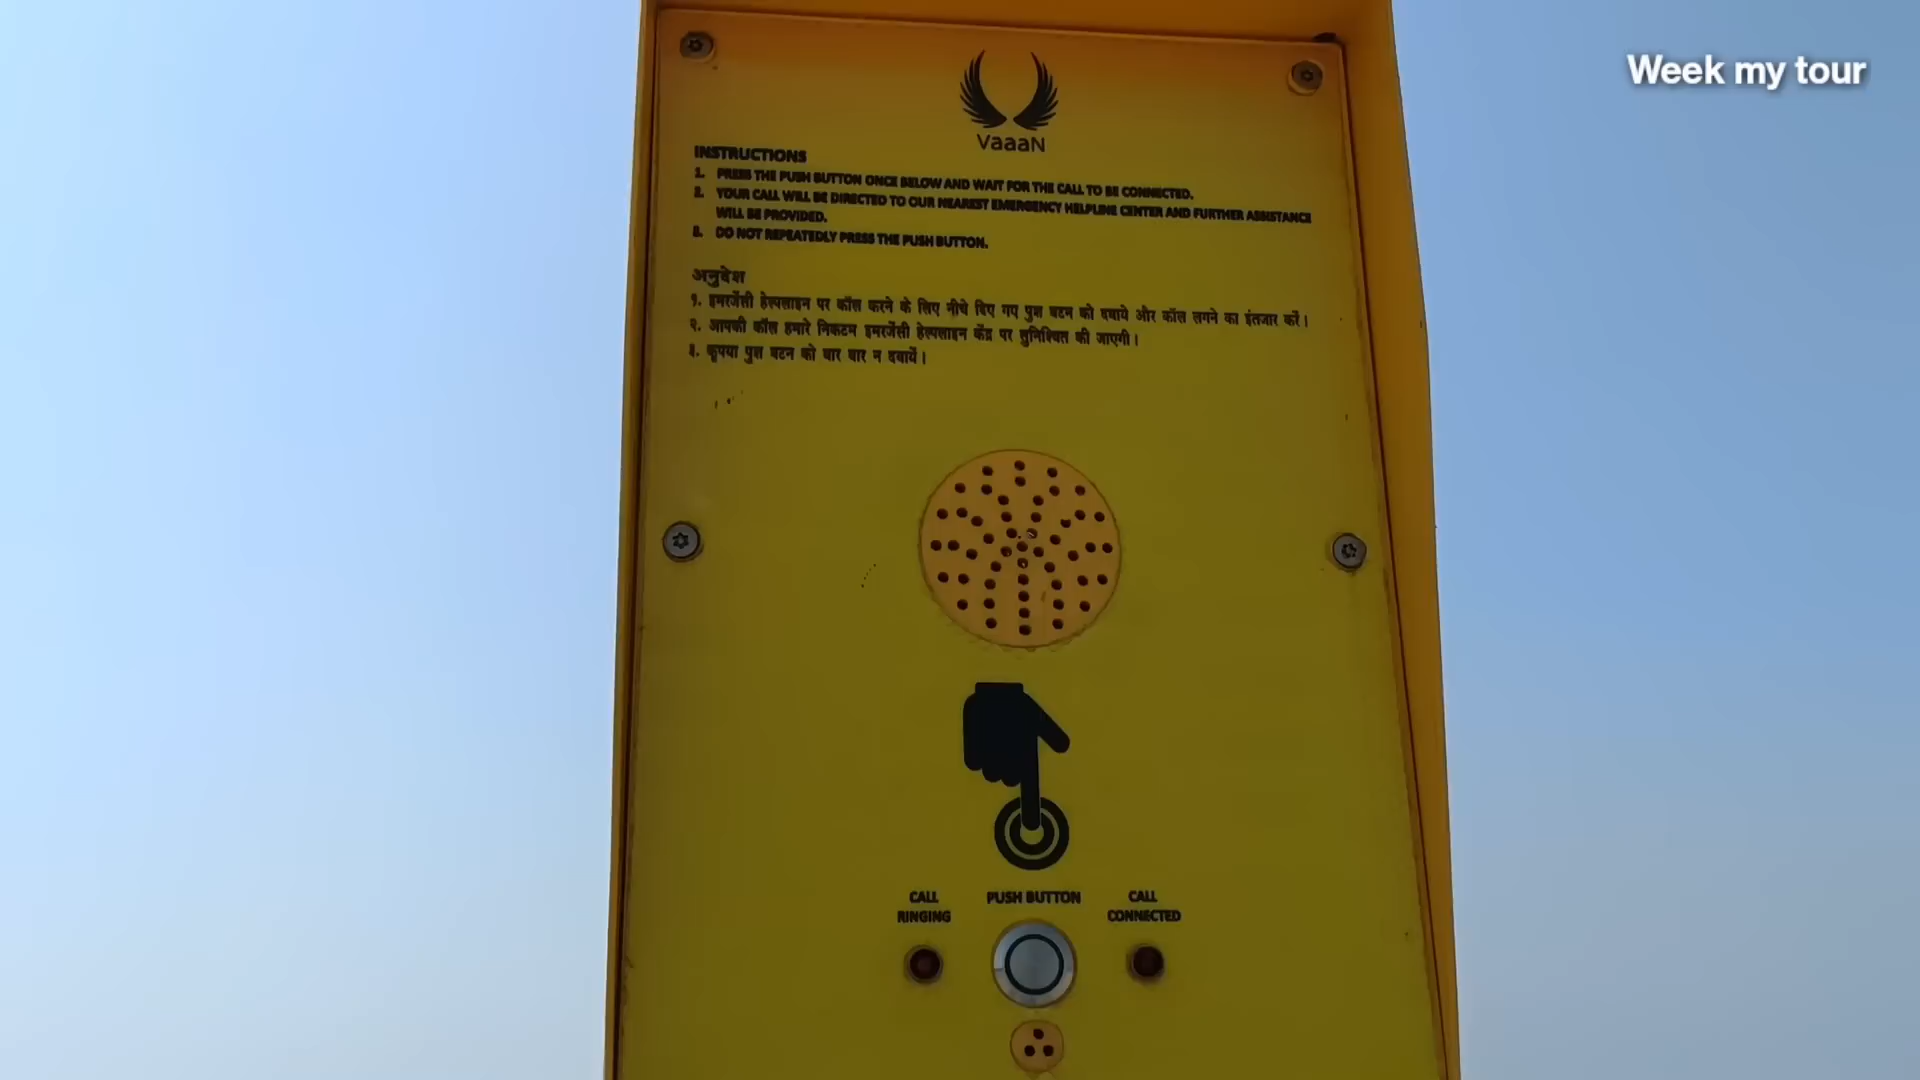 Week my tour
VaaaN
INSTRUCTIONS
1. PRESS THE PUSH BUTTON ONCE BELOW AND WAIT FOR THE CALL TO BE CONNECTED.
2. YOUR CALL WILL BE DIRECTED TO OUR NEAREST EMERGENCY HELPLINE CENTER AND FURTHER ASSISTANCE
WILL BE PROVIDED.
3. DO NOT REPEATEDLY PRESS THE PUSH BUTTON.
अनुदेश
१. इमरजेंसी हेल्पलाइन पर कॉल करने के लिए नीचे दिए गए पुश बटन को दबाये और कॉल लगने का इंतजार करें।
२. आपकी कॉल हमारे निकटम इमरजेंसी हेल्पलाइन केंद्र पर सुनिश्चित की जाएगी।
३. कृपया पुश बटन को बार बार न दबायें।
CALL RINGING
PUSH BUTTON
CALL CONNECTED